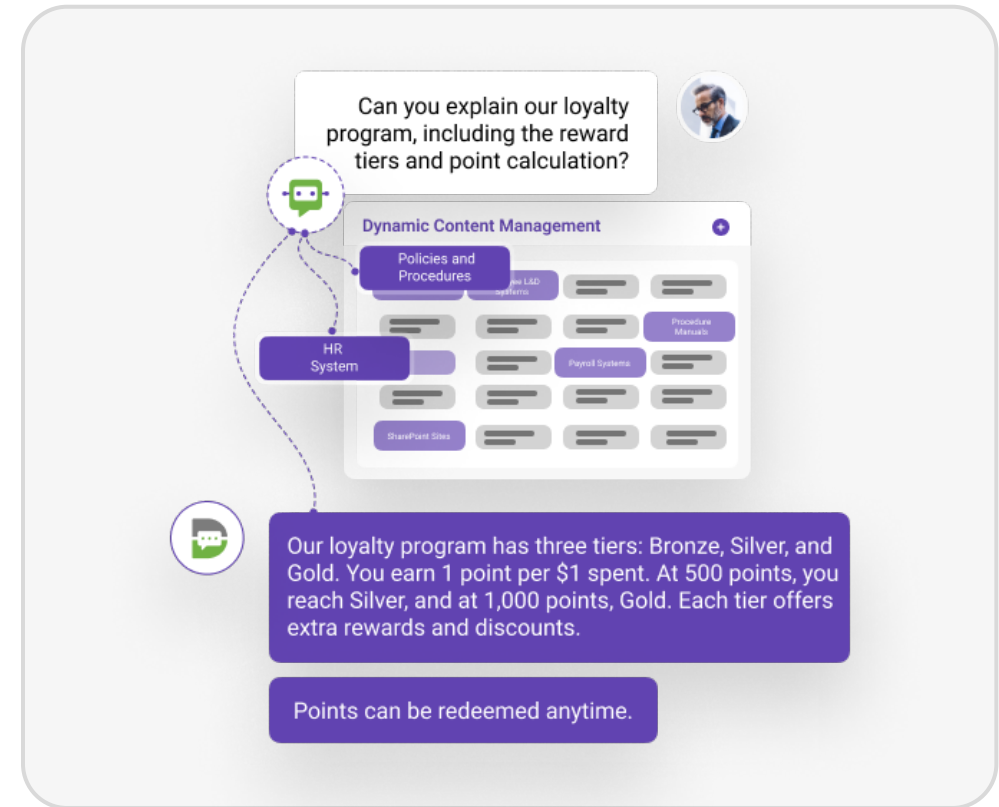 Can you explain our loyalty
program, including the reward
tiers and point calculation?
Dynamic Content Management
Policies and
Procedures
L&D
Systems
Procedure
Manuals
HR
System
Payroll Systems
SharePoint Sites
Our loyalty program has three tiers: Bronze, Silver, and
Gold. You earn 1 point per $1 spent. At 500 points, you
reach Silver, and at 1,000 points, Gold. Each tier offers
extra rewards and discounts.
Points can be redeemed anytime.